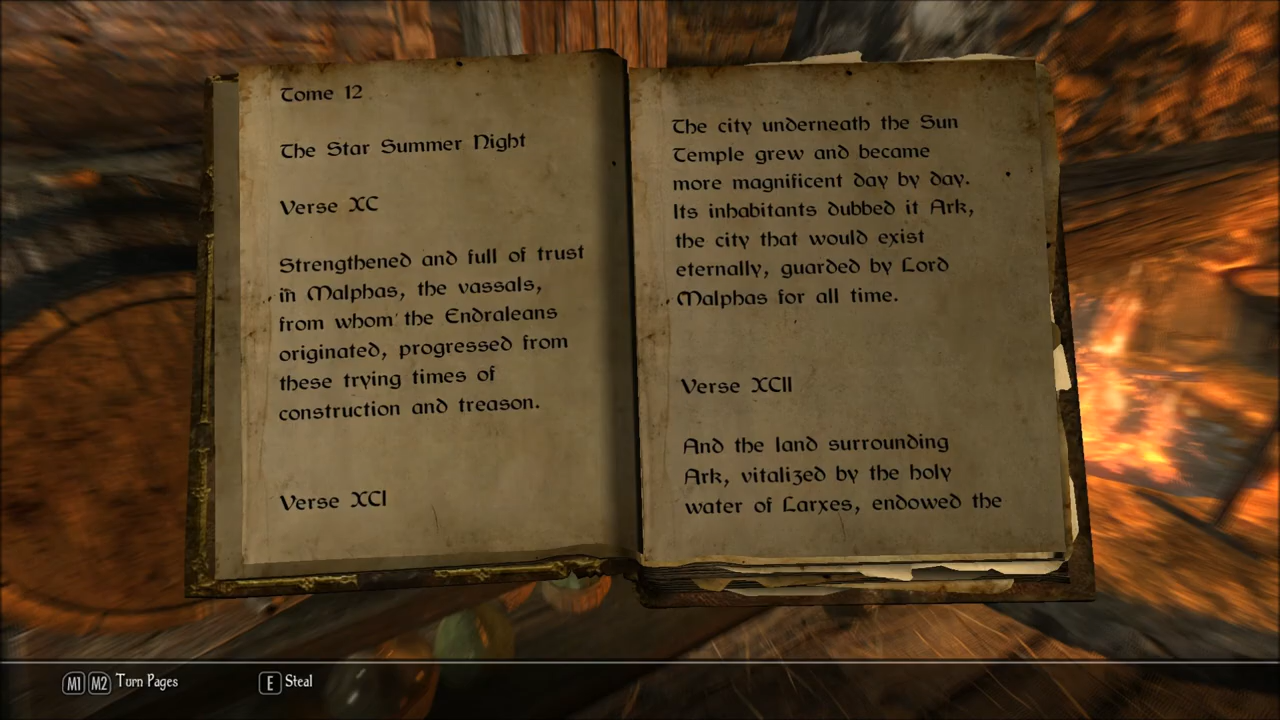 Tome 12
The Star Summer Night
Verse XC
Strengthened and full of trust
in Malphas, the vassals,
from whom the Endraleans
originated, progressed from
these trying times of
construction and treason.
Verse XCI
The city underneath the Sun
Temple grew and became
more magnificent day by day.
Its inhabitants dubbed it Ark,
the city that would exist
eternally, guarded by Lord
Malphas for all time.
Verse XCII
And the land surrounding
Ark, vitalized by the holy
water of Larxes, endowed the
M1 M2 Turn Pages
E Steal